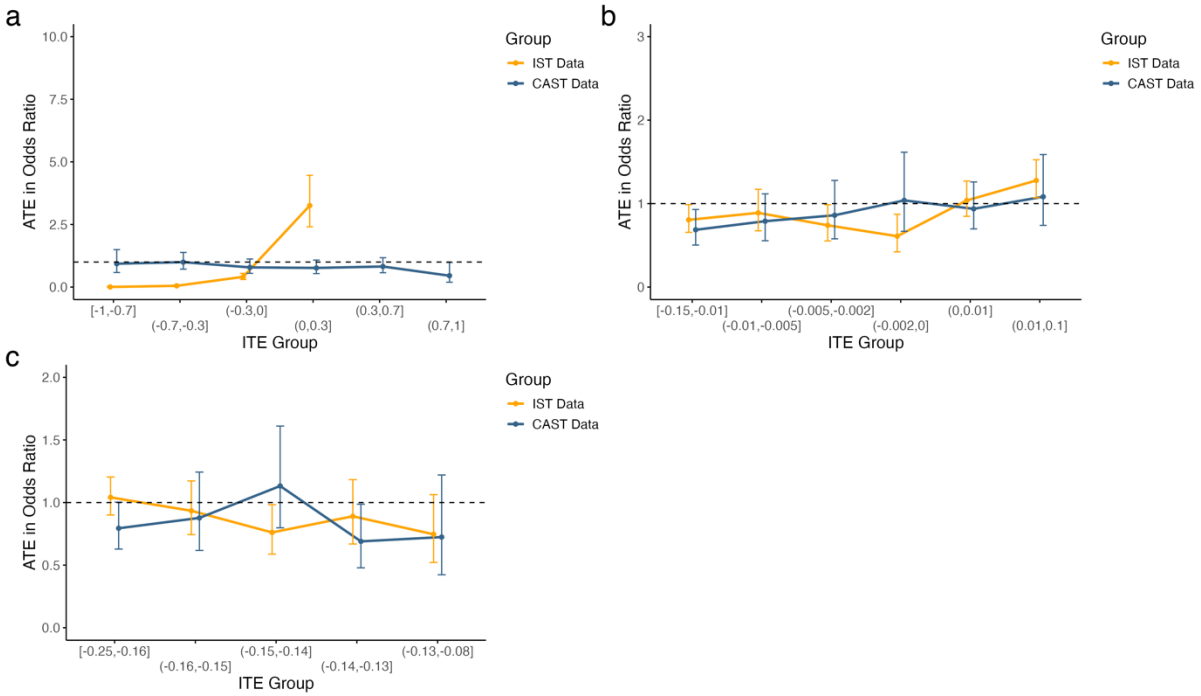 a
ATE in Odds Ratio
10.0
7.5
5.0
2.5
0.0
[-1,-0.7]
(-0.7,-0.3]
(-0.3,0]
(0,0.3]
(0.3,0.7]
(0.7,1]
ITE Group
Group
IST Data
CAST Data
b
ATE in Odds Ratio
3
2
1
0
[-0.15,-0.01]
(-0.01,-0.005]
(-0.005,-0.002]
(-0.002,0]
(0,0.01]
(0.01,0.1]
ITE Group
Group
IST Data
CAST Data
c
ATE in Odds Ratio
2.0
1.5
1.0
0.5
0.0
[-0.25,-0.16]
(-0.16,-0.15]
(-0.15,-0.14]
(-0.14,-0.13]
(-0.13,-0.08]
ITE Group
Group
IST Data
CAST Data